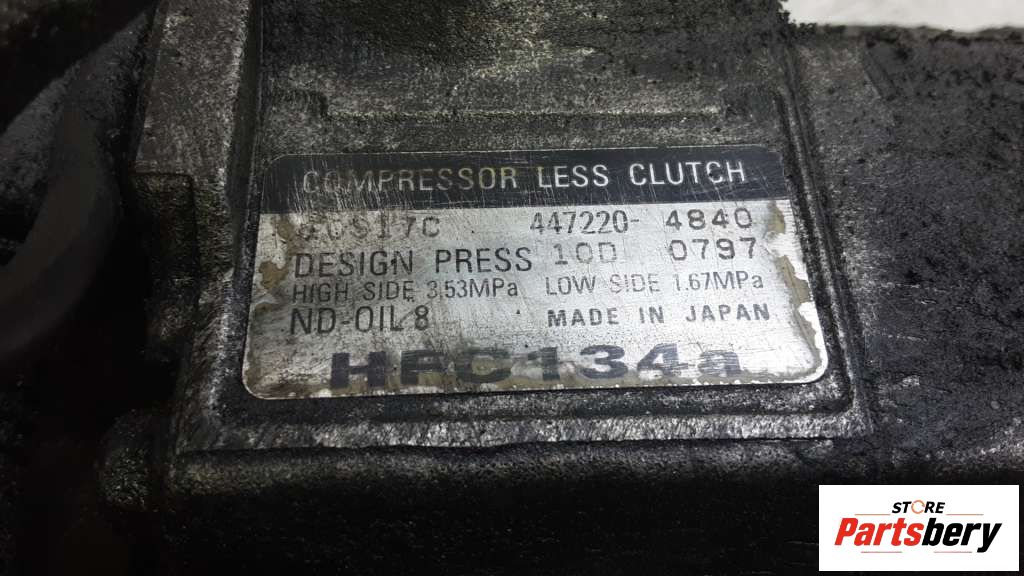 COMPRESSOR LESS CLUTCH
10S17C 447220-4840
DESIGN PRESS 10D 0797
HIGH SIDE 3.53MPa LOW SIDE 1.67MPa
ND-OIL 8 MADE IN JAPAN
HFC134a
STORE
Partsbery